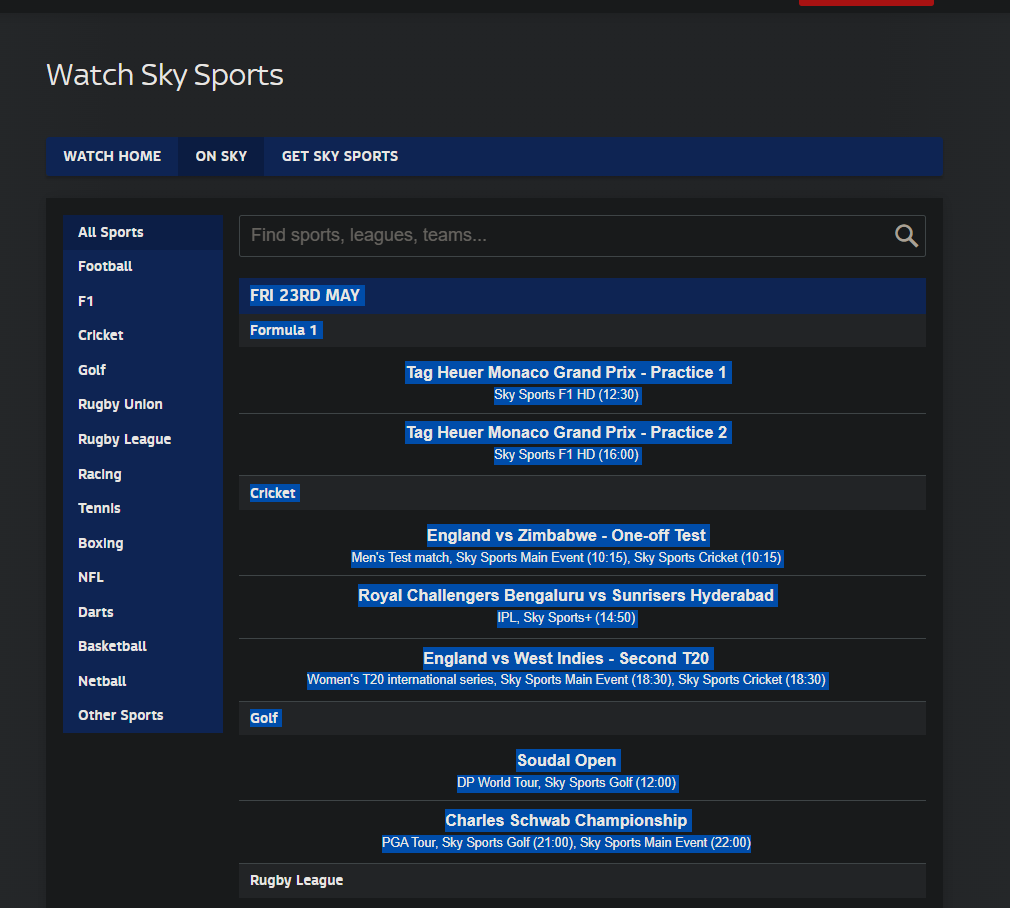 Watch Sky Sports
WATCH HOME ON SKY GET SKY SPORTS
All Sports
Football
F1
Cricket
Golf
Rugby Union
Rugby League
Racing
Tennis
Boxing
NFL
Darts
Basketball
Netball
Other Sports
Find sports, leagues, teams...
FRI 23RD MAY
Formula 1
Tag Heuer Monaco Grand Prix - Practice 1
Sky Sports F1 HD (12:30)
Tag Heuer Monaco Grand Prix - Practice 2
Sky Sports F1 HD (16:00)
Cricket
England vs Zimbabwe - One-off Test
Men's Test match, Sky Sports Main Event (10:15), Sky Sports Cricket (10:15)
Royal Challengers Bengaluru vs Sunrisers Hyderabad
IPL, Sky Sports+ (14:50)
England vs West Indies - Second T20
Women's T20 international series, Sky Sports Main Event (18:30), Sky Sports Cricket (18:30)
Golf
Soudal Open
DP World Tour, Sky Sports Golf (12:00)
Charles Schwab Championship
PGA Tour, Sky Sports Golf (21:00), Sky Sports Main Event (22:00)
Rugby League